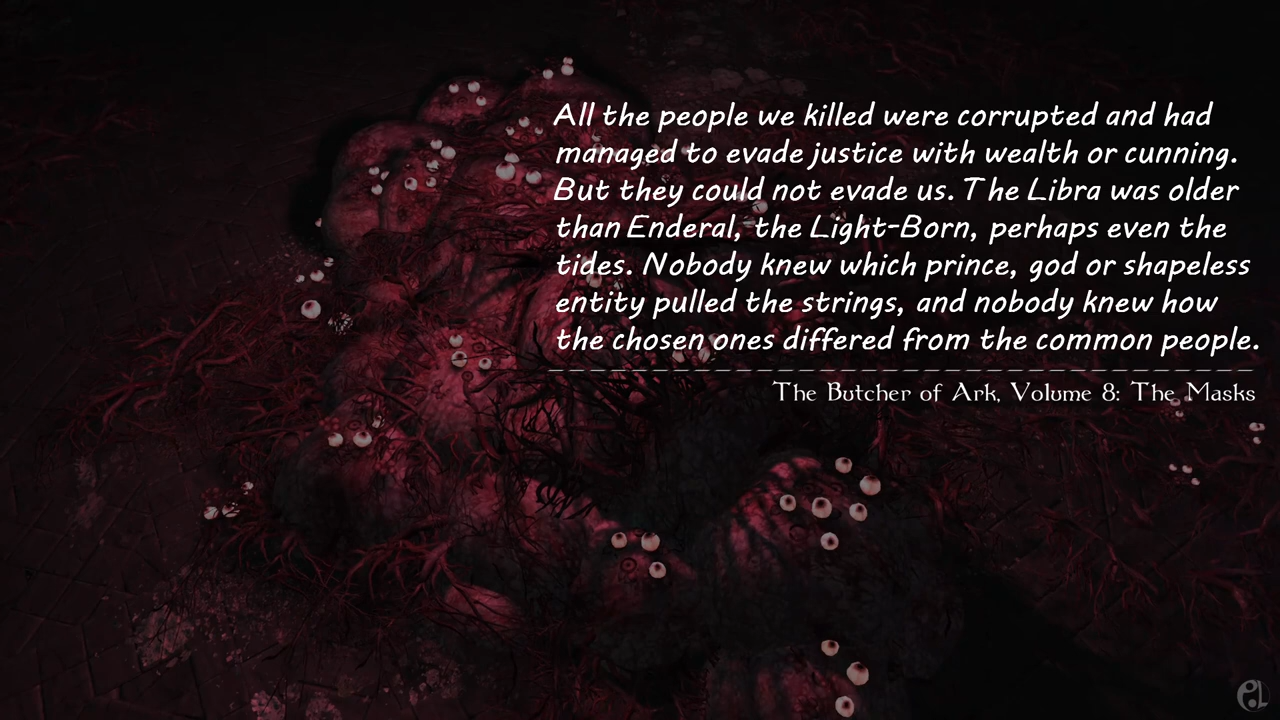 All the people we killed were corrupted and had
managed to evade justice with wealth or cunning.
But they could not evade us. The Libra was older
than Enderal, the Light-Born, perhaps even the
tides. Nobody knew which prince, god or shapeless
entity pulled the strings, and nobody knew how
the chosen ones differed from the common people.
The Butcher of Ark, Volume 8: The Masks